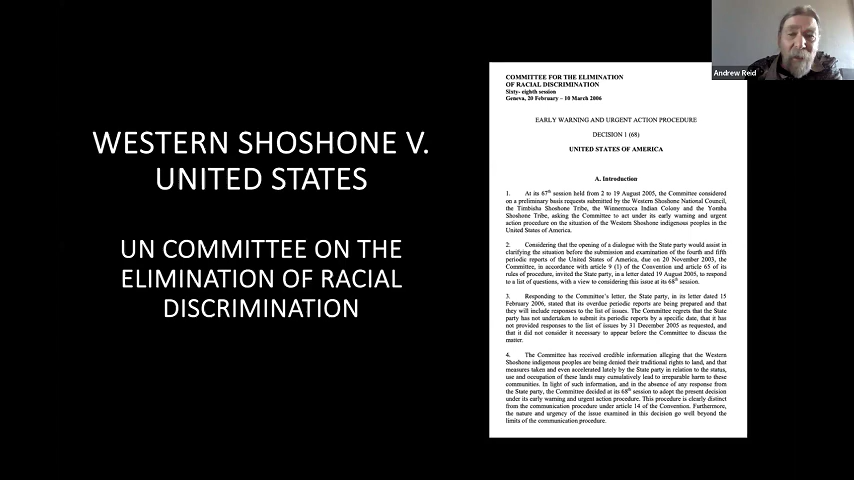 WESTERN SHOSHONE V.
UNITED STATES
UN COMMITTEE ON THE
ELIMINATION OF RACIAL
DISCRIMINATION
Andrew Reid
COMMITTEE FOR THE ELIMINATION
OF RACIAL DISCRIMINATION
Sixty- eighth session
Geneva, 20 February – 10 March 2006
EARLY WARNING AND URGENT ACTION PROCEDURE
DECISION 1 (68)
UNITED STATES OF AMERICA
A. Introduction
1. At its 67th session held from 2 to 19 August 2005, the Committee considered
on a preliminary basis requests submitted by the Western Shoshone National Council,
the Timbisha Shoshone Tribe, the Winnemucca Indian Colony and the Yomba
Shoshone Tribe, asking the Committee to act under its early warning and urgent
action procedure on the situation of the Western Shoshone indigenous peoples in the
United States of America.
2. Considering that the opening of a dialogue with the State party would assist in
clarifying the situation before the submission and examination of the fourth and fifth
periodic reports of the United States of America, due on 20 November 2003, the
Committee, in accordance with article 9 (1) of the Convention and article 65 of its
rules of procedure, invited the State party, in a letter dated 19 August 2005, to respond
to a list of questions, with a view to considering this issue at its 68th session.
3. Responding to the Committee's letter, the State party, in its letter dated 15
February 2006, stated that its overdue periodic reports are being prepared and that
they will include responses to the list of issues. The Committee regrets that the State
party has not undertaken to submit its periodic reports by a specific date, that it has
not provided responses to the list of issues by 31 December 2005 as requested, and
that it did not consider it necessary to appear before the Committee to discuss the
matter.
4. The Committee has received credible information alleging that the Western
Shoshone indigenous peoples are being denied their traditional rights to land, and that
measures taken and even accelerated lately by the State party in relation to the status,
use and occupation of these lands may cumulatively lead to irreparable harm to these
communities. In light of such information, and in the absence of any response from
the State party, the Committee decided at its 68th session to adopt the present decision
under its early warning and urgent action procedure. This procedure is clearly distinct
from the communication procedure under article 14 of the Convention. Furthermore,
the nature and urgency of the issue examined in this decision go well beyond the
limits of the communication procedure.